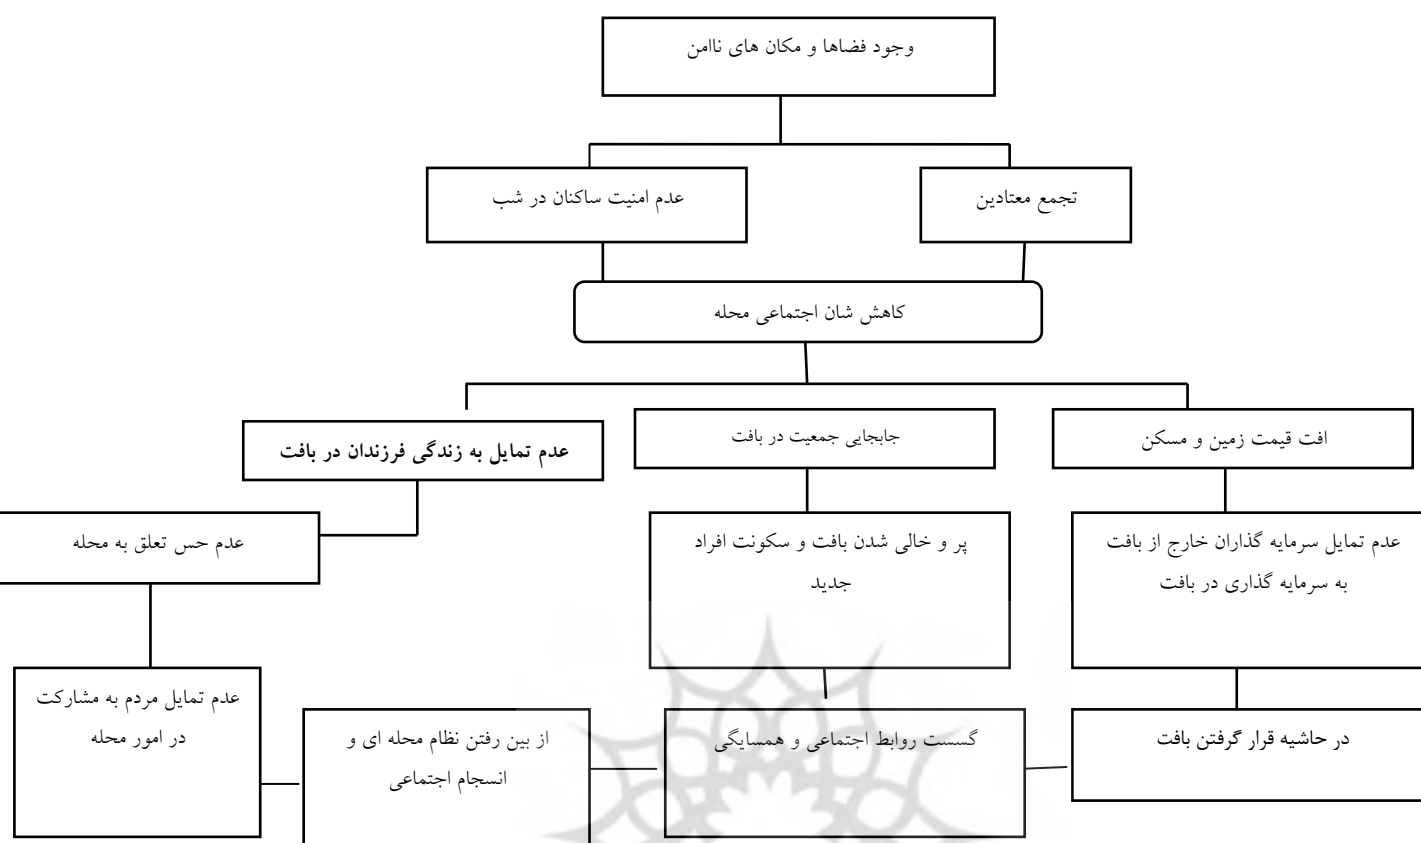 وجود فضاها و مکان های ناامن
تجمع معتادین
عدم امنیت ساکنان در شب
کاهش شان اجتماعی محله
افت قیمت زمین و مسکن
جابجایی جمعیت در بافت
عدم تمایل به زندگی فرزندان در بافت
عدم تمایل سرمایه گذاران خارج از بافت
به سرمایه گذاری در بافت
پر و خالی شدن بافت و سکونت افراد
جدید
عدم حس تعلق به محله
در حاشیه قرار گرفتن بافت
گسست روابط اجتماعی و همسایگی
از بین رفتن نظام محله ای و
انسجام اجتماعی
عدم تمایل مردم به مشارکت
در امور محله